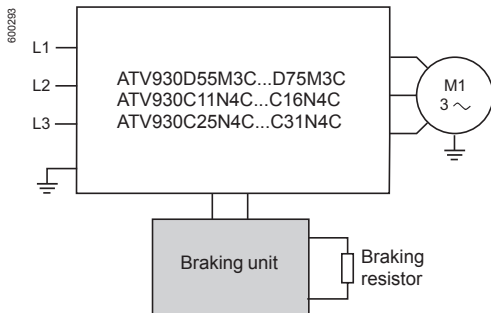 600293
L1
L2
L3
ATV930D55M3C...D75M3C
ATV930C11N4C...C16N4C
ATV930C25N4C...C31N4C
M1
3 ~
Braking unit
Braking
resistor